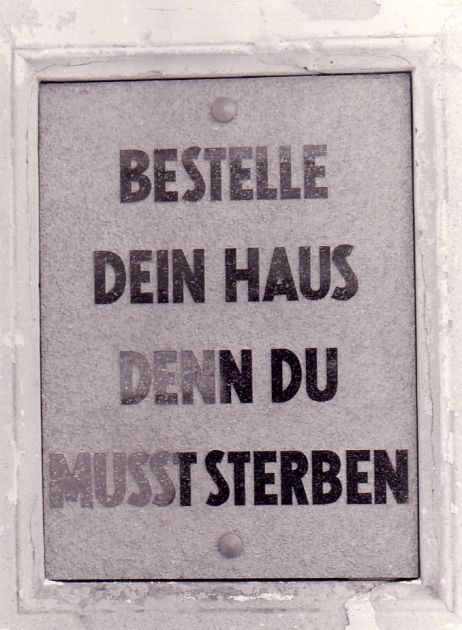 BESTELLE
DEIN HAUS
DENN DU
MUSST STERBEN